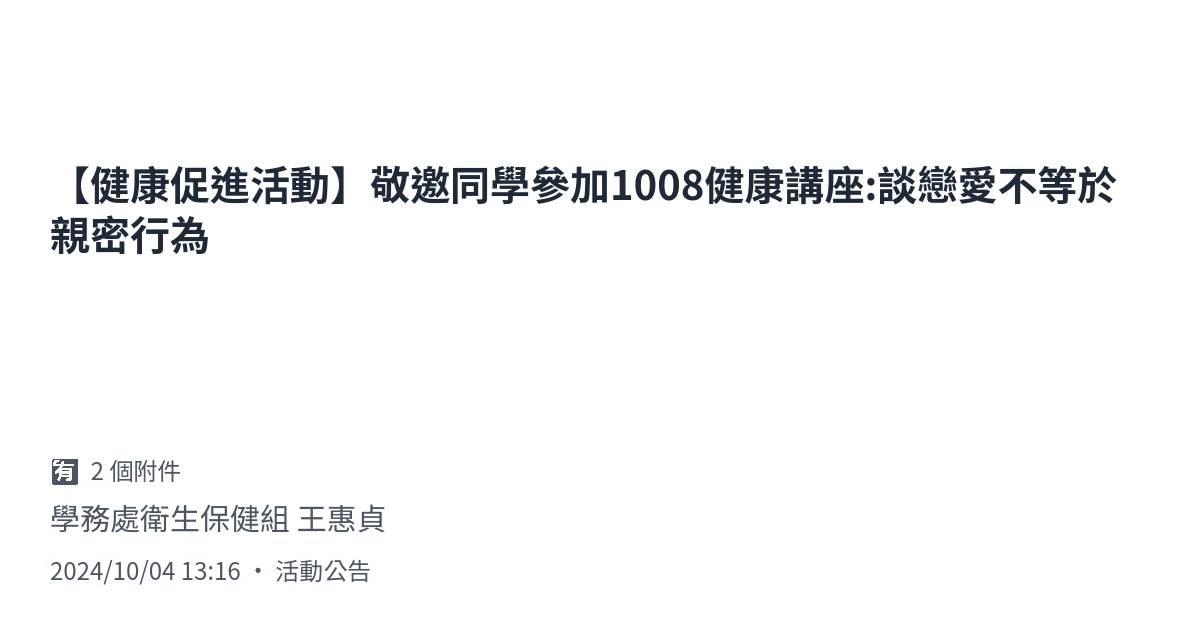 【健康促進活動】敬邀同學參加1008健康講座:談戀愛不等於
親密行為
有 2 個附件
學務處衛生保健組 王惠貞
2024/10/04 13:16 • 活動公告